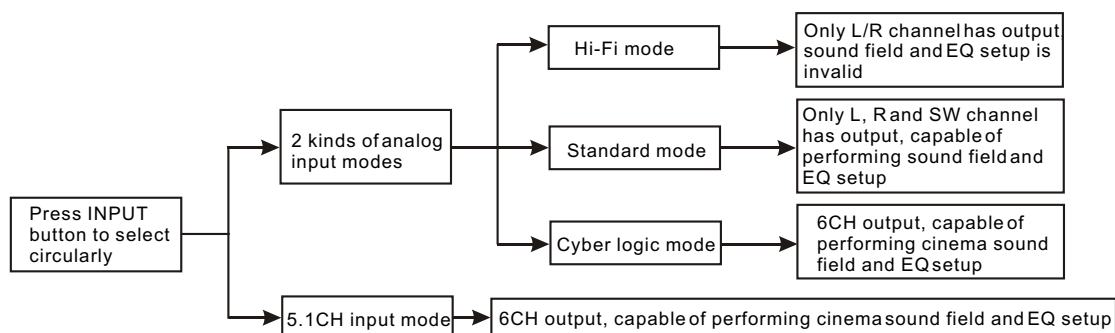 Press INPUT
button to select
circularly
2 kinds of analog
input modes
Hi-Fi mode
Only L/R channel has output,
sound field and EQ setup is
invalid
Standard mode
Only L, R and SW channel
has output, capable of
performing sound field and
EQ setup
Cyber logic mode
6CH output, capable of
performing cinema sound
field and EQ setup
5.1CH input mode
6CH output, capable of performing cinema sound field and EQ setup